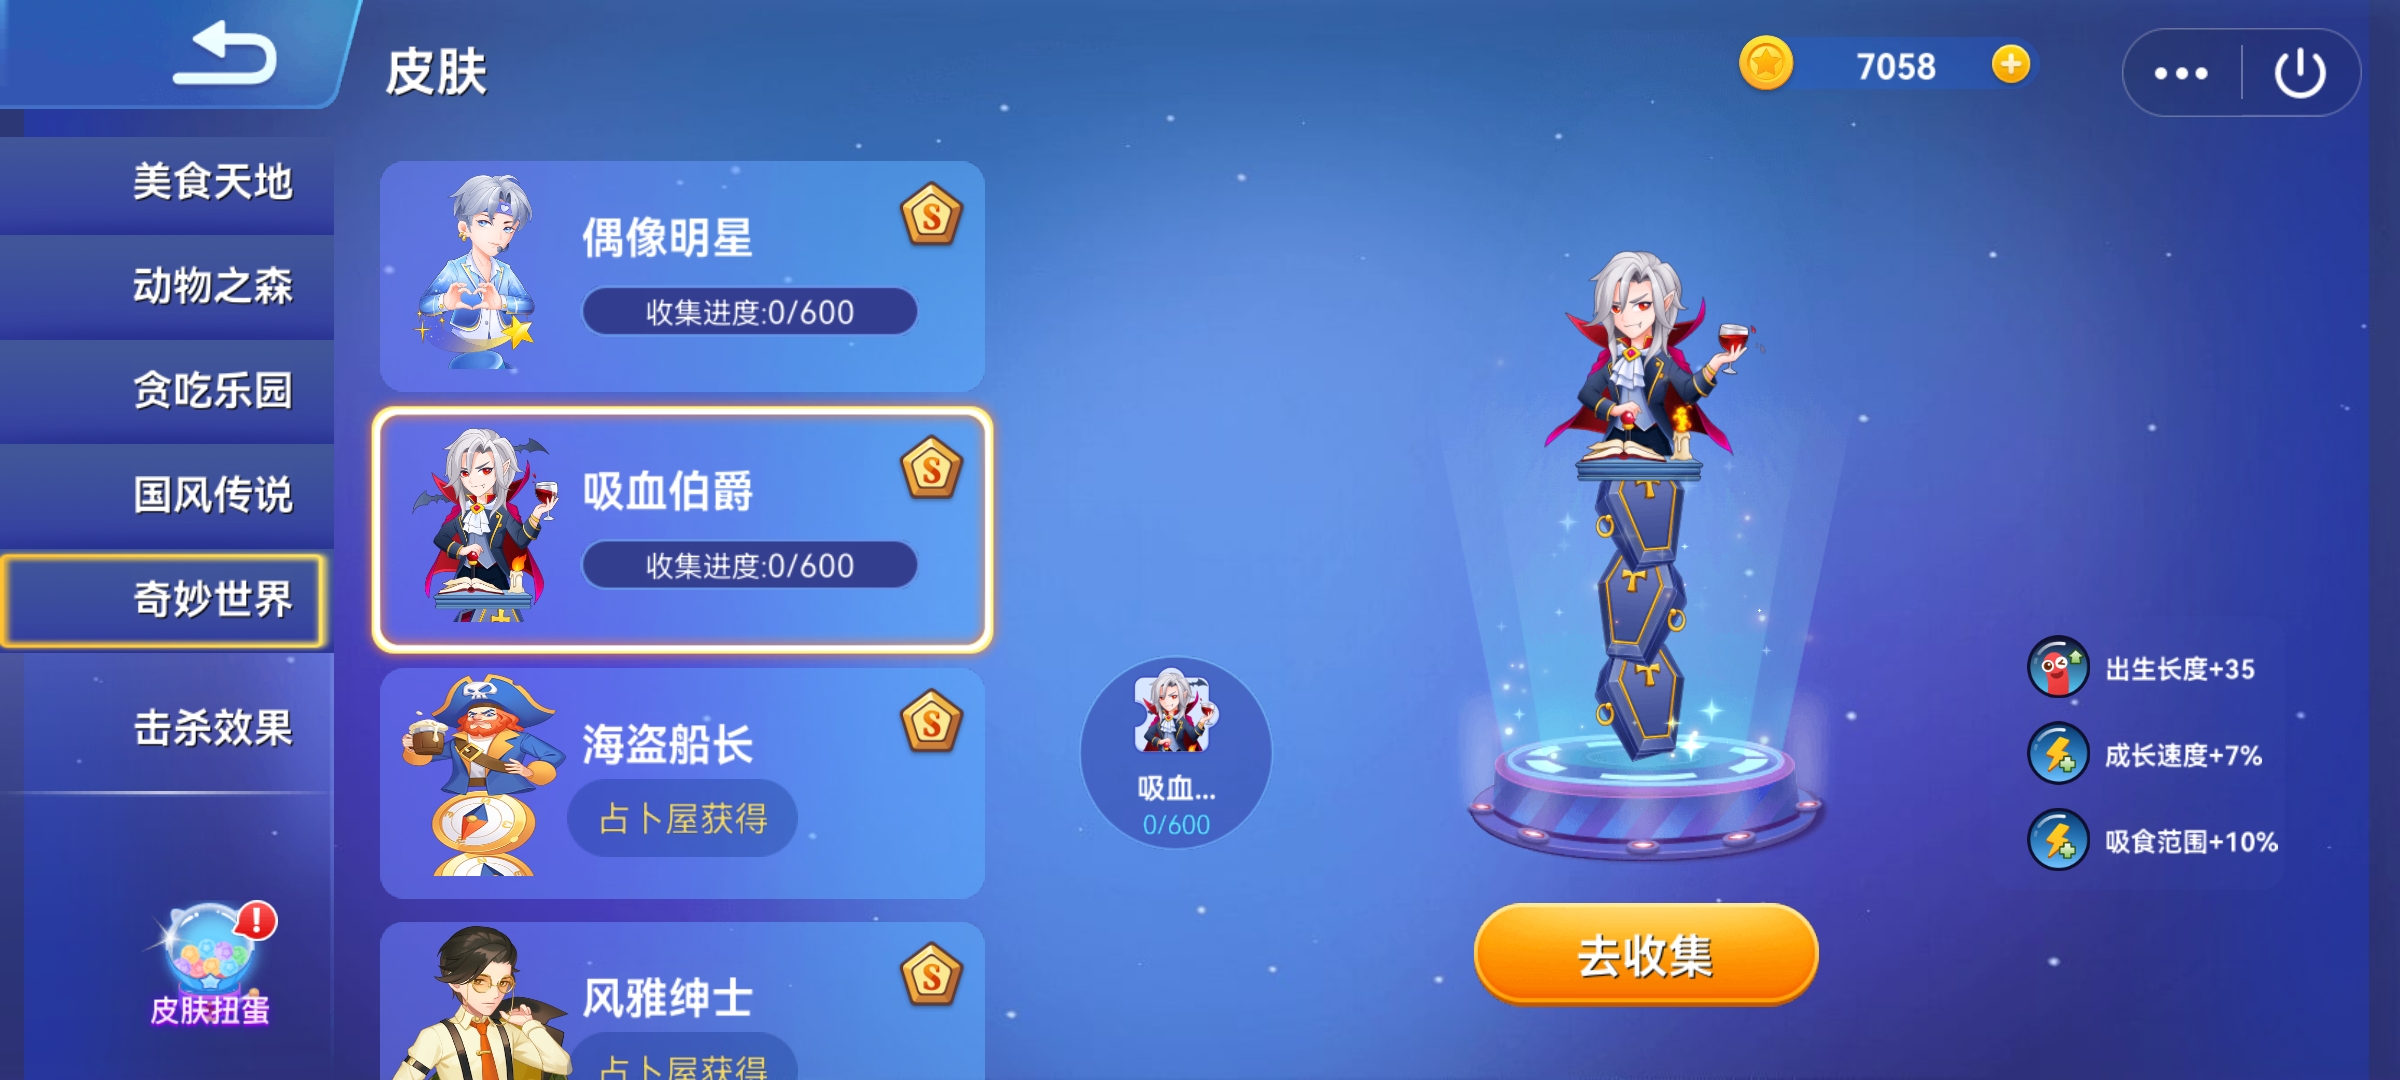 皮肤
7058
美食天地
动物之森
贪吃乐园
国风传说
奇妙世界
击杀效果
皮肤扭蛋
偶像明星
S
收集进度:0/600
吸血伯爵
S
收集进度:0/600
海盗船长
S
占卜屋获得
风雅绅士
S
占卜屋获得
吸血...
0/600
出生长度+35
成长速度+7%
吸食范围+10%
去收集